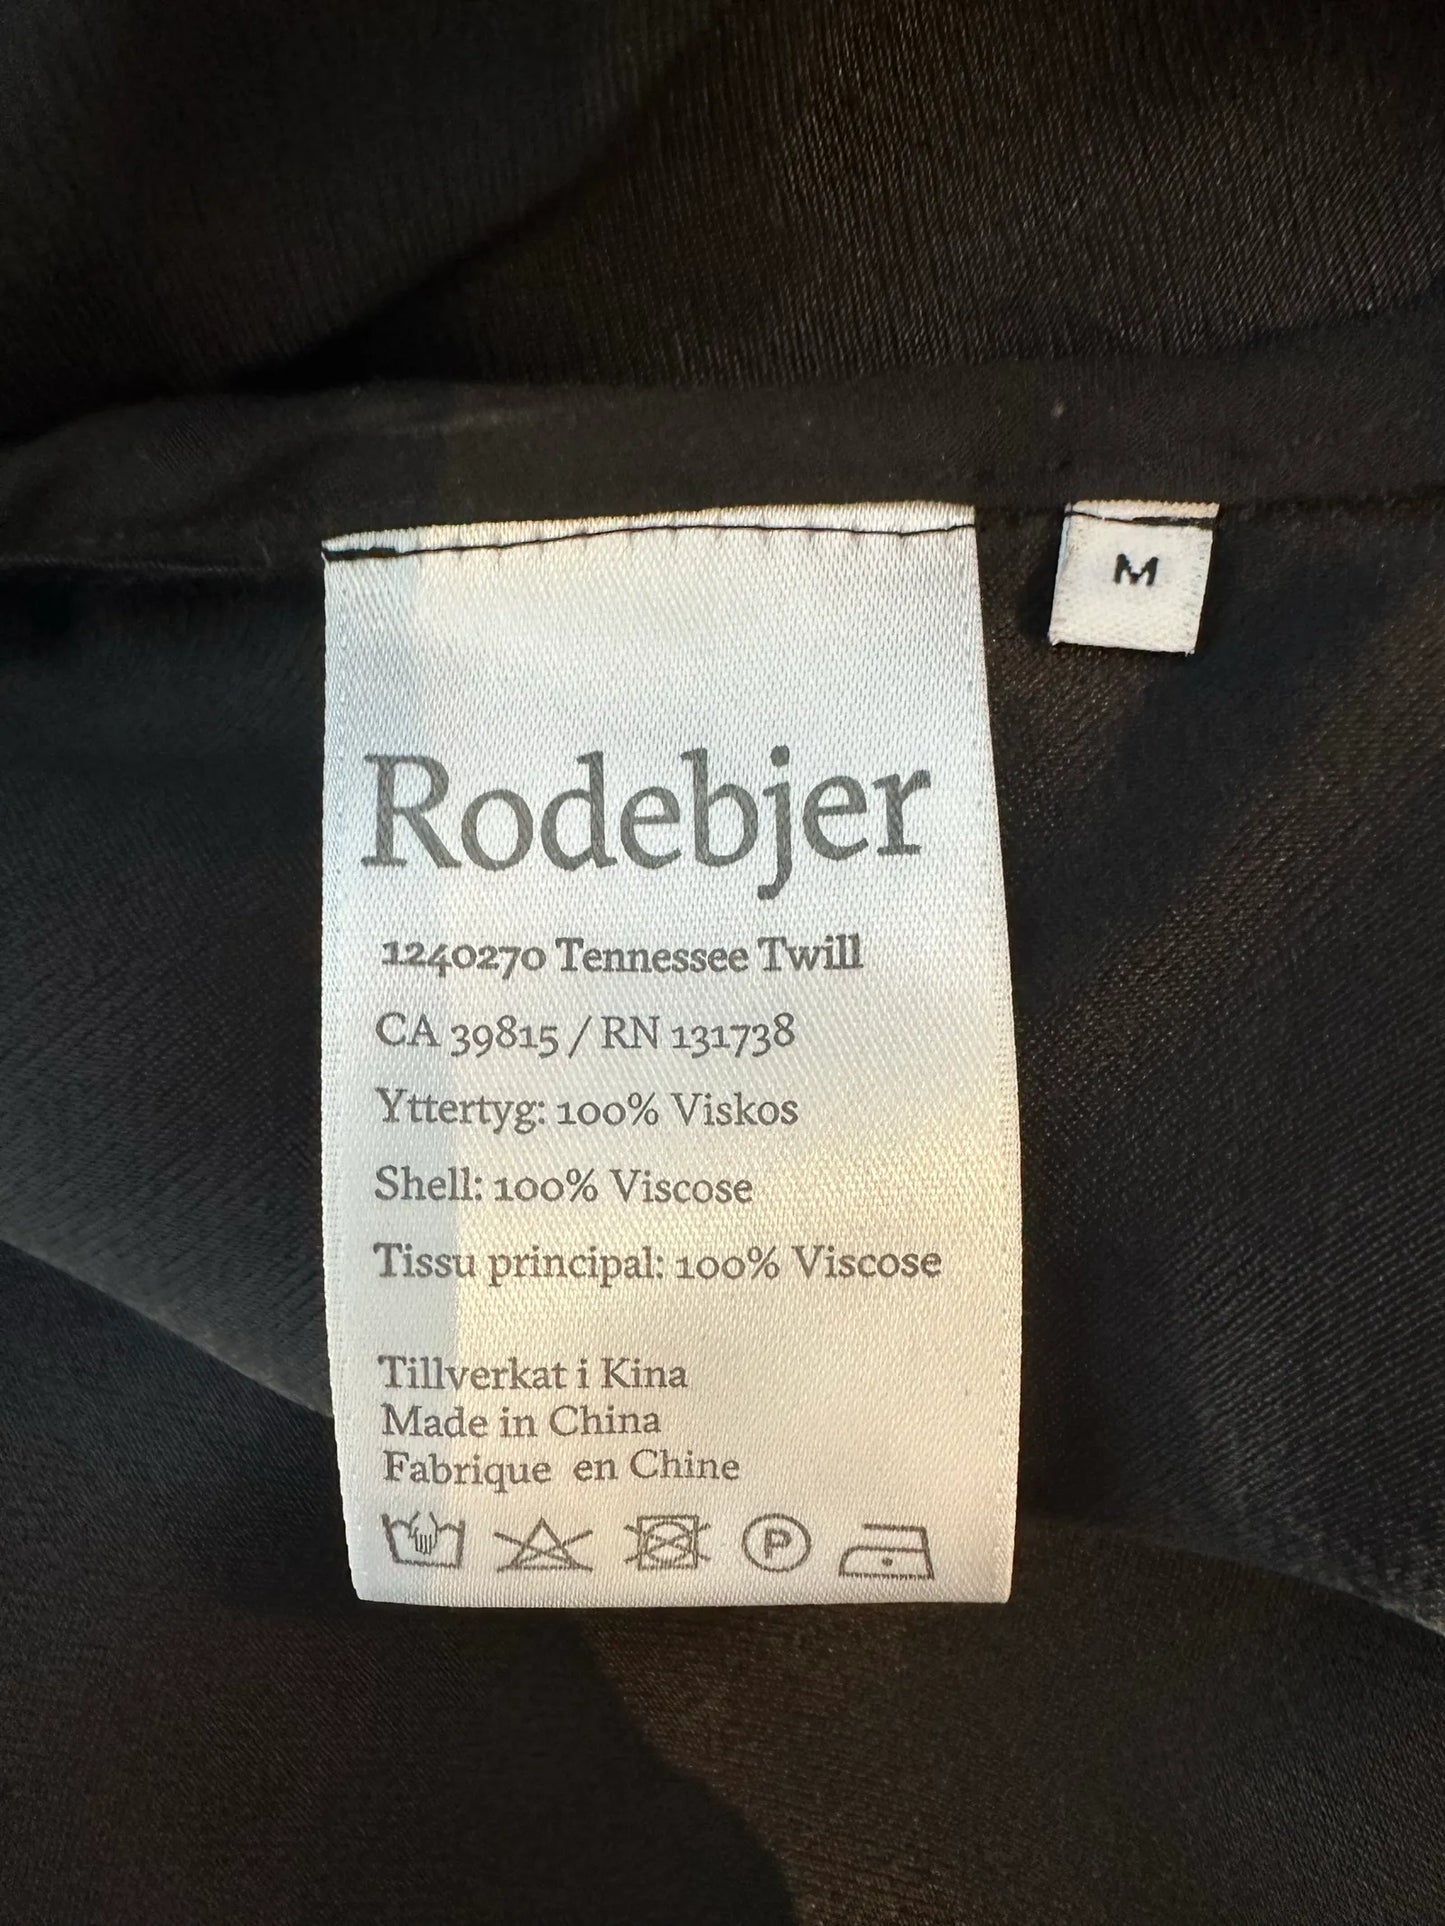 M
Rodebjer
1240270 Tennessee Twill
CA 39815 / RN 131738
Yttertyg: 100% Viskos
Shell: 100% Viscose
Tissu principal: 100% Viscose
Tillverkat i Kina
Made in China
Fabrique en Chine
P